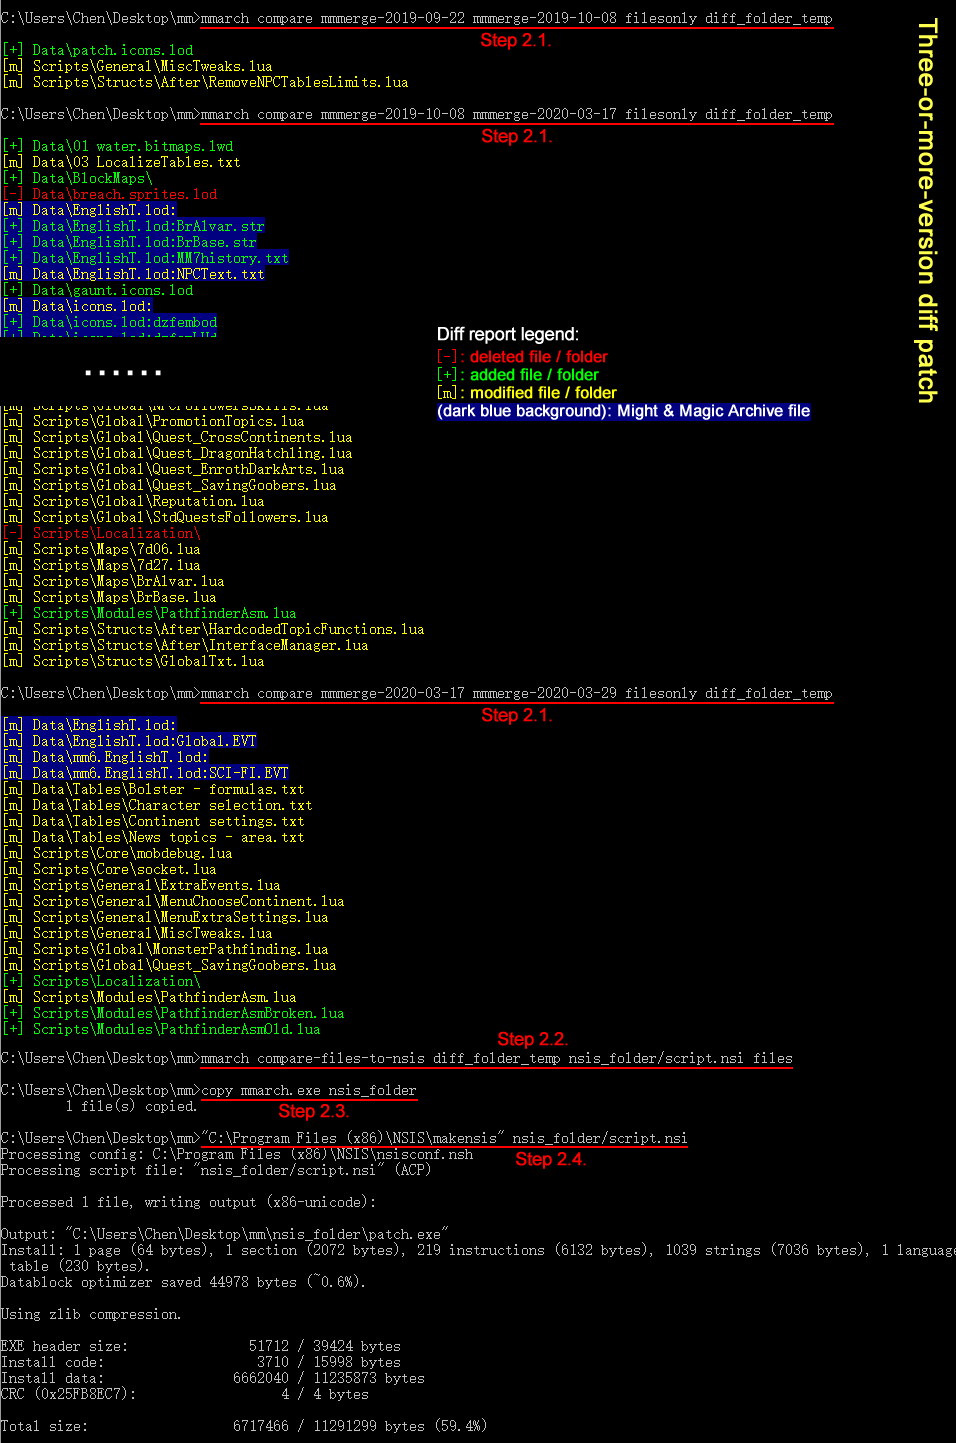 C:\Users\Chen\Desktop\mm>mmarch compare mmmerge-2019-09-22 mmmerge-2019-10-08 filesonly diff_folder_temp
Step 2.1.
[+] Data\patch.icons.lod
[m] Scripts\General\MiscTweaks.lua
[m] Scripts\Structs\After\RemoveNPCTablesLimits.lua
C:\Users\Chen\Desktop\mm>mmarch compare mmmerge-2019-10-08 mmmerge-2020-03-17 filesonly diff_folder_temp
Step 2.1.
[+] Data\01 water.bitmaps.lwd
[m] Data\03 LocalizeTables.txt
[+] Data\BlockMaps\
[-] Data\breach.sprites.lod
[m] Data\EnglishT.lod:
[+] Data\EnglishT.lod:BrAlvar.str
[+] Data\EnglishT.lod:BrBase.str
[+] Data\EnglishT.lod:MM7history.txt
[m] Data\EnglishT.lod:NPCText.txt
[+] Data\gaunt.icons.lod
[m] Data\icons.lod:
[+] Data\icons.lod:dzfembod
......
Three-or-more-version diff patch
Diff report legend:
[-]: deleted file / folder
[+]: added file / folder
[m]: modified file / folder
(dark blue background): Might & Magic Archive file
[m] Scripts\Global\NPCFollowersSkills.lua
[m] Scripts\Global\PromotionTopics.lua
[m] Scripts\Global\Quest_CrossContinents.lua
[m] Scripts\Global\Quest_DragonHatchling.lua
[m] Scripts\Global\Quest_EnrothDarkArts.lua
[m] Scripts\Global\Quest_SavingGoobers.lua
[m] Scripts\Global\Reputation.lua
[m] Scripts\Global\StdQuestsFollowers.lua
[-] Scripts\Localization\
[m] Scripts\Maps\7d06.lua
[m] Scripts\Maps\7d27.lua
[m] Scripts\Maps\BrAlvar.lua
[m] Scripts\Maps\BrBase.lua
[+] Scripts\Modules\PathfinderAsm.lua
[m] Scripts\Structs\After\HardcodedTopicFunctions.lua
[m] Scripts\Structs\After\InterfaceManager.lua
[m] Scripts\Structs\GlobalTxt.lua
C:\Users\Chen\Desktop\mm>mmarch compare mmmerge-2020-03-17 mmmerge-2020-03-29 filesonly diff_folder_temp
Step 2.1.
[m] Data\EnglishT.lod:
[m] Data\EnglishT.lod:Global.EVT
[m] Data\mm6.EnglishT.lod:
[m] Data\mm6.EnglishT.lod:SCI-FI.EVT
[m] Data\Tables\Bolster - formulas.txt
[m] Data\Tables\Character selection.txt
[m] Data\Tables\Continent settings.txt
[m] Data\Tables\News topics - area.txt
[m] Scripts\Core\mobdebug.lua
[m] Scripts\Core\socket.lua
[m] Scripts\General\ExtraEvents.lua
[m] Scripts\General\MenuChooseContinent.lua
[m] Scripts\General\MenuExtraSettings.lua
[m] Scripts\General\MiscTweaks.lua
[m] Scripts\Global\MonsterPathfinding.lua
[m] Scripts\Global\Quest_SavingGoobers.lua
[+] Scripts\Localization\
[m] Scripts\Modules\PathfinderAsm.lua
[+] Scripts\Modules\PathfinderAsmBroken.lua
[+] Scripts\Modules\PathfinderAsmOld.lua
Step 2.2.
C:\Users\Chen\Desktop\mm>mmarch compare-files-to-nsis diff_folder_temp nsis_folder/script.nsi files
C:\Users\Chen\Desktop\mm>copy mmarch.exe nsis_folder
1 file(s) copied.
Step 2.3.
C:\Users\Chen\Desktop\mm>"C:\Program Files (x86)\NSIS\makensis" nsis_folder/script.nsi
Step 2.4.
Processing config: C:\Program Files (x86)\NSIS\nsisconf.nsh
Processing script file: "nsis_folder/script.nsi" (ACP)
Processed 1 file, writing output (x86-unicode):
Output: "C:\Users\Chen\Desktop\mm\nsis_folder\patch.exe"
Install: 1 page (64 bytes), 1 section (2072 bytes), 219 instructions (6132 bytes), 1039 strings (7036 bytes), 1 language
table (230 bytes).
Datablock optimizer saved 44978 bytes (~0.6%).
Using zlib compression.
EXE header size: 51712 / 39424 bytes
Install code: 3710 / 15998 bytes
Install data: 6662040 / 11235873 bytes
CRC (0x25FB8EC7): 4 / 4 bytes
Total size: 6717466 / 11291299 bytes (59.4%)